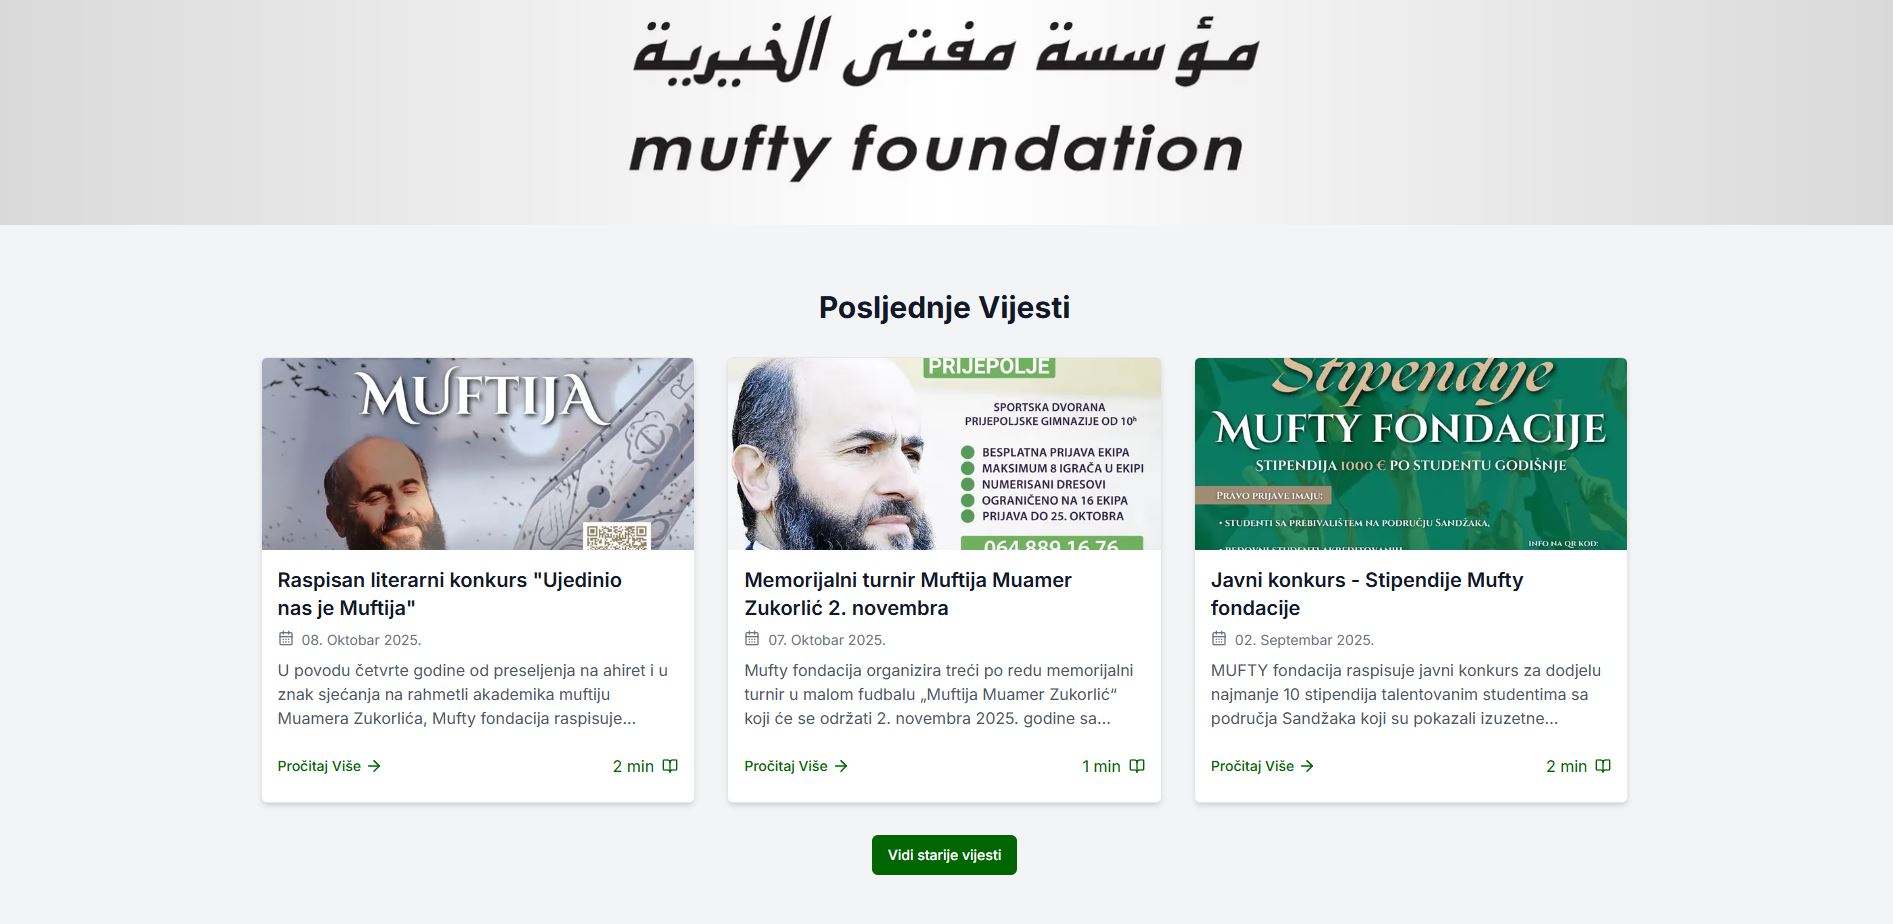 مؤسسة مفتي الخيرية
mufty foundation
Posljednje Vijesti
MUFTIJA
Raspisan literarni konkurs "Ujedinio
nas je Muftija"
08. Oktobar 2025.
U povodu četvrte godine od preseljenja na ahiret i u
znak sjećanja na rahmetli akademika muftiju
Muamera Zukorlića, Mufty fondacija raspisuje...
Pročitaj Više
2 min
PRIJEPOLJE
SPORTSKA DVORANA
PRIJEPOLJSKE GIMNAZIJE OD 10h
BESPLATNA PRIJAVA EKIPA
MAKSIMUM 8 IGRAČA U EKIPI
NUMERISANI DRESOVI
OGRANIČENO NA 16 EKIPA
PRIJAVA DO 25. OKTOBRA
064 889 16 76
Memorijalni turnir Muftija Muamer
Zukorlić 2. novembra
07. Oktobar 2025.
Mufty fondacija organizira treći po redu memorijalni
turnir u malom fudbalu „Muftija Muamer Zukorlić“
koji će se održati 2. novembra 2025. godine sa...
Pročitaj Više
1 min
Stipendije
MUFTY FONDACIJE
STIPENDIJA 1000 € PO STUDENTU GODIŠNJE
PRAVO PRIJAVE IMAJU:
• STUDENTI SA PREBIVALIŠTEM NA PODRUČJU SANDŽAKA,
INFO NA QR KOD:
Javni konkurs - Stipendije Mufty
fondacije
02. Septembar 2025.
MUFTY fondacija raspisuje javni konkurs za dodjelu
najmanje 10 stipendija talentovanim studentima sa
područja Sandžaka koji su pokazali izuzetne...
Pročitaj Više
2 min
Vidi starije vijesti